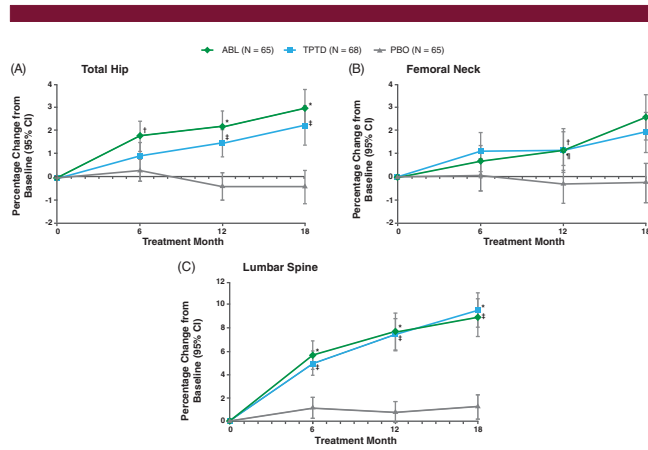 ABL (N = 65) TPTD (N = 68) PBO (N = 65)
(A) Total Hip
Percentage Change from
Baseline (95% CI)
4
3
2
1
0
-1
-2
† * ‡ * ‡
0 6 12 18
Treatment Month
(B) Femoral Neck
Percentage Change from
Baseline (95% CI)
4
3
2
1
0
-1
-2
†
¶
0 6 12 18
Treatment Month
(C) Lumbar Spine
Percentage Change from
Baseline (95% CI)
12
10
8
6
4
2
0
* ‡ * ‡ * ‡
0 6 12 18
Treatment Month